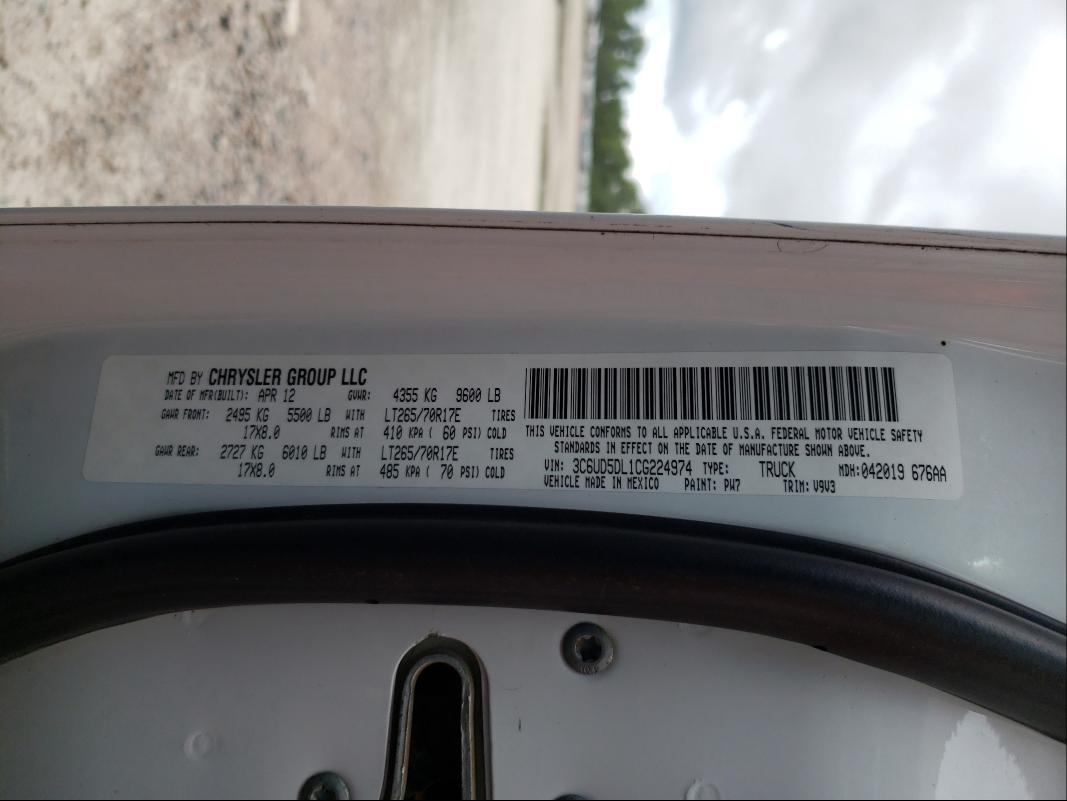 MFD BY CHRYSLER GROUP LLC
DATE OF MFR(BUILT): APR 12 GVWR: 4355 KG 9600 LB
GAWR FRONT: 2495 KG 5500 LB WITH LT265/70R17E TIRES
17X8.0 RIMS AT 410 KPA ( 60 PSI) COLD
GAWR REAR: 2727 KG 6010 LB WITH LT265/70R17E TIRES
17X8.0 RIMS AT 485 KPA ( 70 PSI) COLD
THIS VEHICLE CONFORMS TO ALL APPLICABLE U.S.A. FEDERAL MOTOR VEHICLE SAFETY
STANDARDS IN EFFECT ON THE DATE OF MANUFACTURE SHOWN ABOVE.
VIN: 3C6UD5DL1CG224974 TYPE: TRUCK MDH:042019 676AA
VEHICLE MADE IN MEXICO PAINT: PW7 TRIM: V9V3